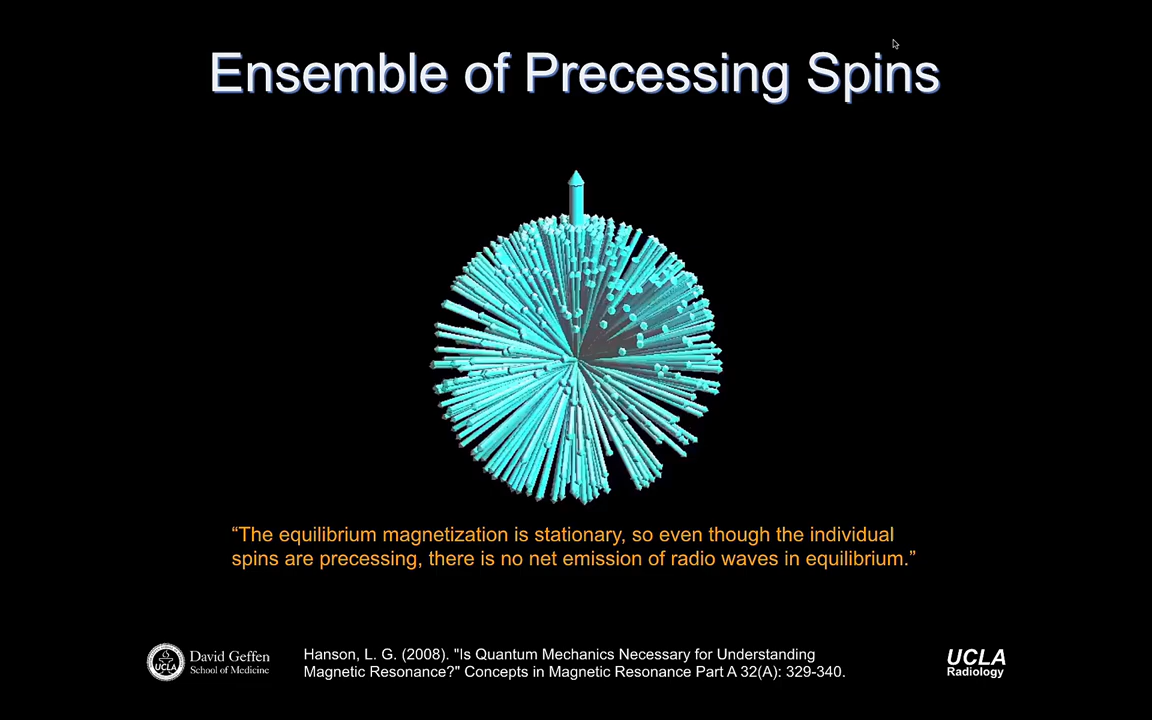 Ensemble of Precessing Spins
“The equilibrium magnetization is stationary, so even though the individual
spins are precessing, there is no net emission of radio waves in equilibrium.”
UCLA
David Geffen
School of Medicine
Hanson, L. G. (2008). "Is Quantum Mechanics Necessary for Understanding
Magnetic Resonance?" Concepts in Magnetic Resonance Part A 32(A): 329-340.
UCLA
Radiology